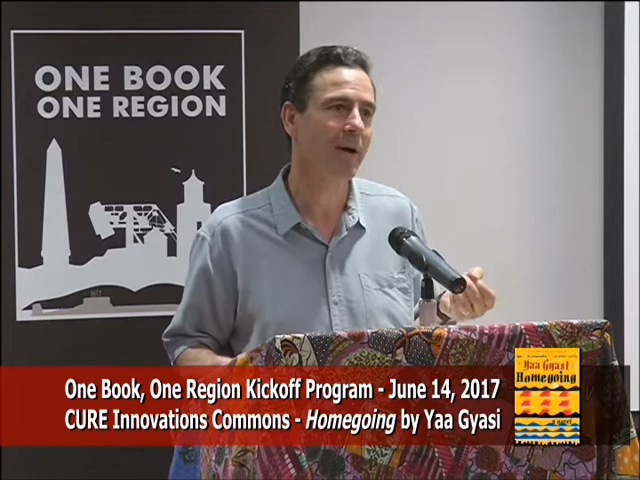 ONE BOOK
ONE REGION
One Book, One Region Kickoff Program - June 14, 2017
CURE Innovations Commons - Homegoing by Yaa Gyasi
Yaa Gyasi
Homegoing
a novel